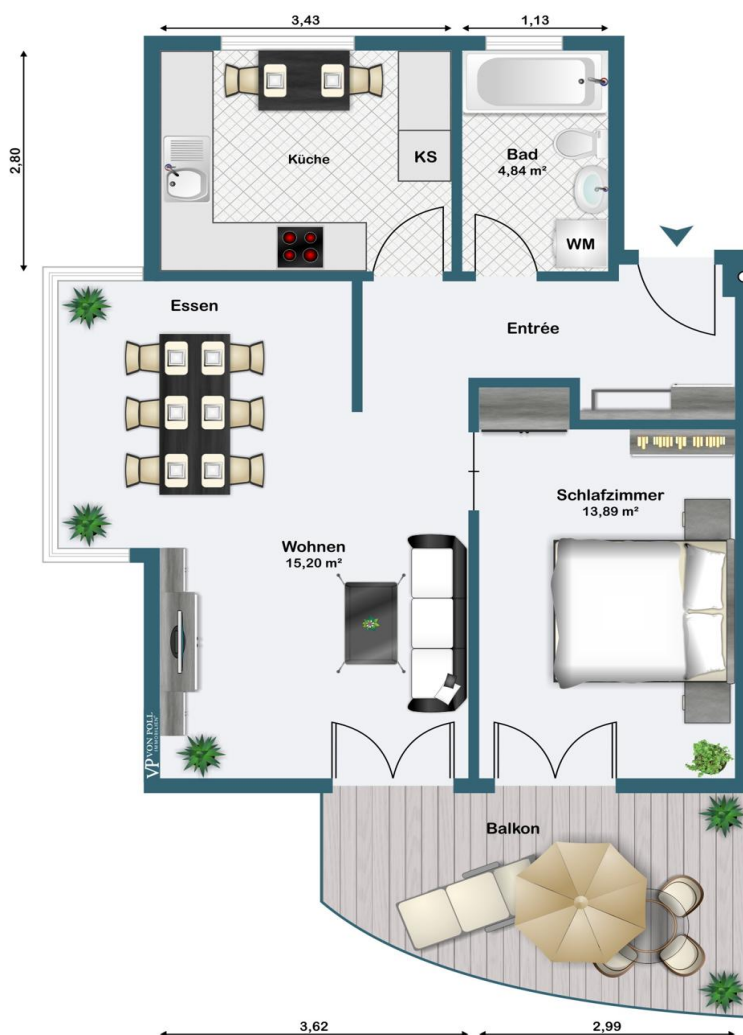 3,43
1,13
2,80
Küche
KS
Bad
4,84 m²
WM
Essen
Entrée
Schlafzimmer
13,89 m²
Wohnen
15,20 m²
VP VON POLL
IMMOBILIEN
Balkon
3,62
2,99